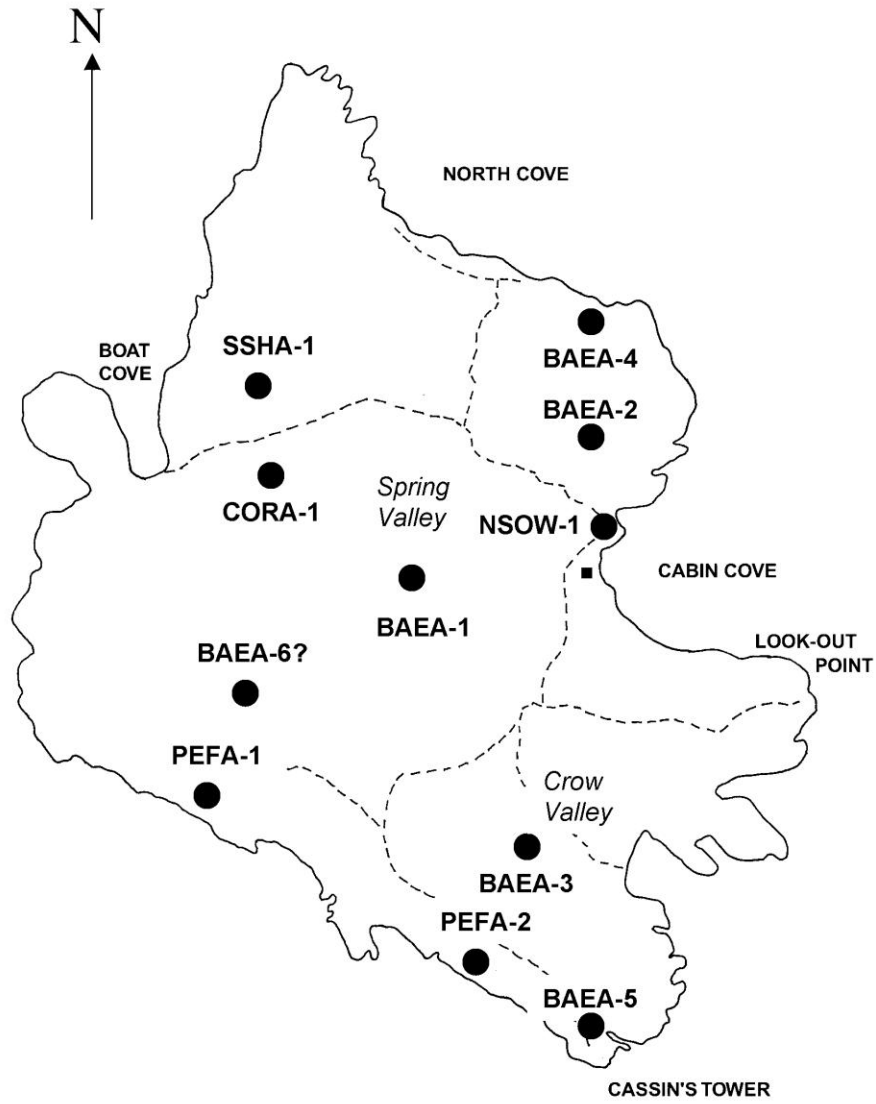 N
NORTH COVE
BOAT
COVE
SSHA-1
BAEA-4
BAEA-2
CORA-1
Spring
Valley
NSOW-1
CABIN COVE
BAEA-1
LOOK-OUT
POINT
BAEA-6?
PEFA-1
Crow
Valley
BAEA-3
PEFA-2
BAEA-5
CASSIN'S TOWER